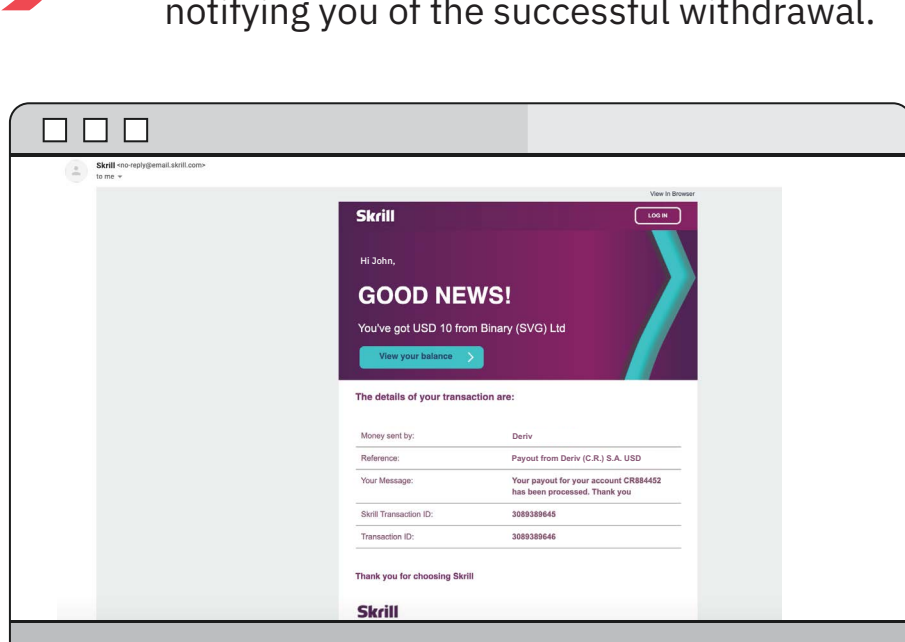 notifying you of the successful withdrawal.
Skrill <no-reply@email.skrill.com>
to me
View In Browser
Skrill
LOG IN
Hi John,
GOOD NEWS!
You've got USD 10 from Binary (SVG) Ltd
View your balance
The details of your transaction are:
Money sent by: Deriv
Reference: Payout from Deriv (C.R.) S.A. USD
Your Message: Your payout for your account CR884452
has been processed. Thank you
Skrill Transaction ID: 3089389645
Transaction ID: 3089389646
Thank you for choosing Skrill
Skrill